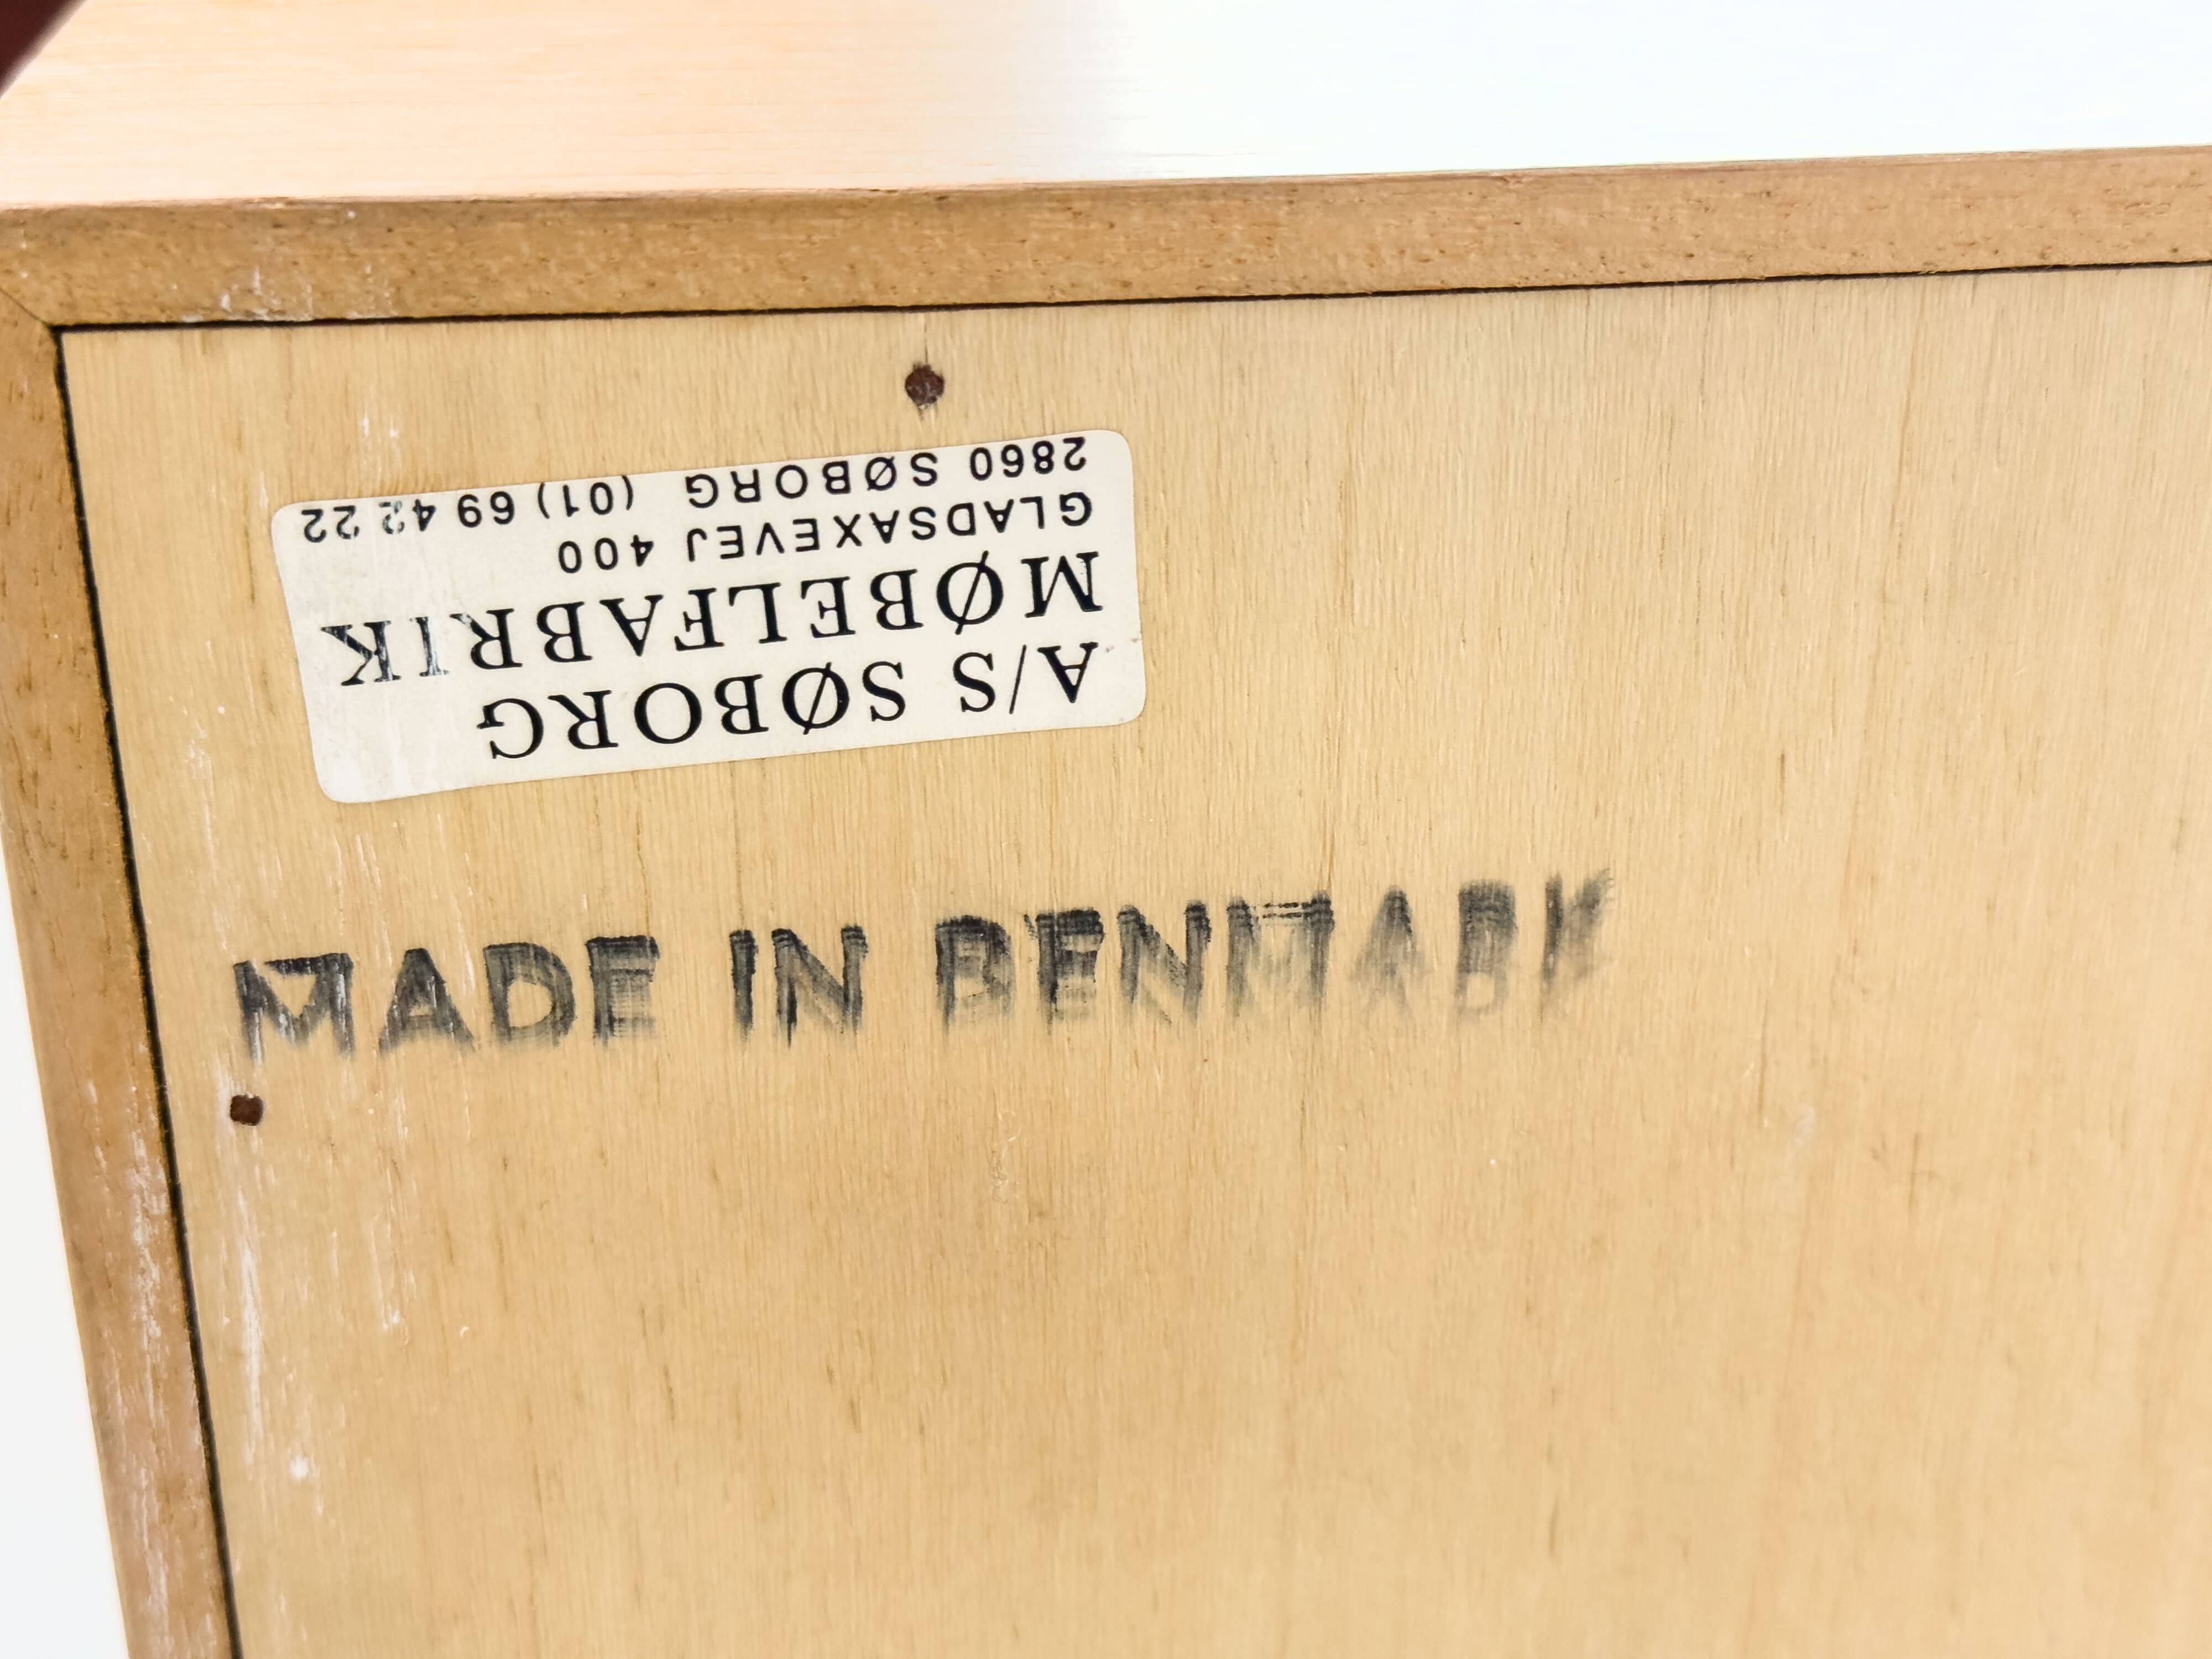 A/S SØBORG
MØBELFABRIK
GLADSAXEVEJ 400
2860 SØBORG (01) 69 42 22
MADE IN DENMARK